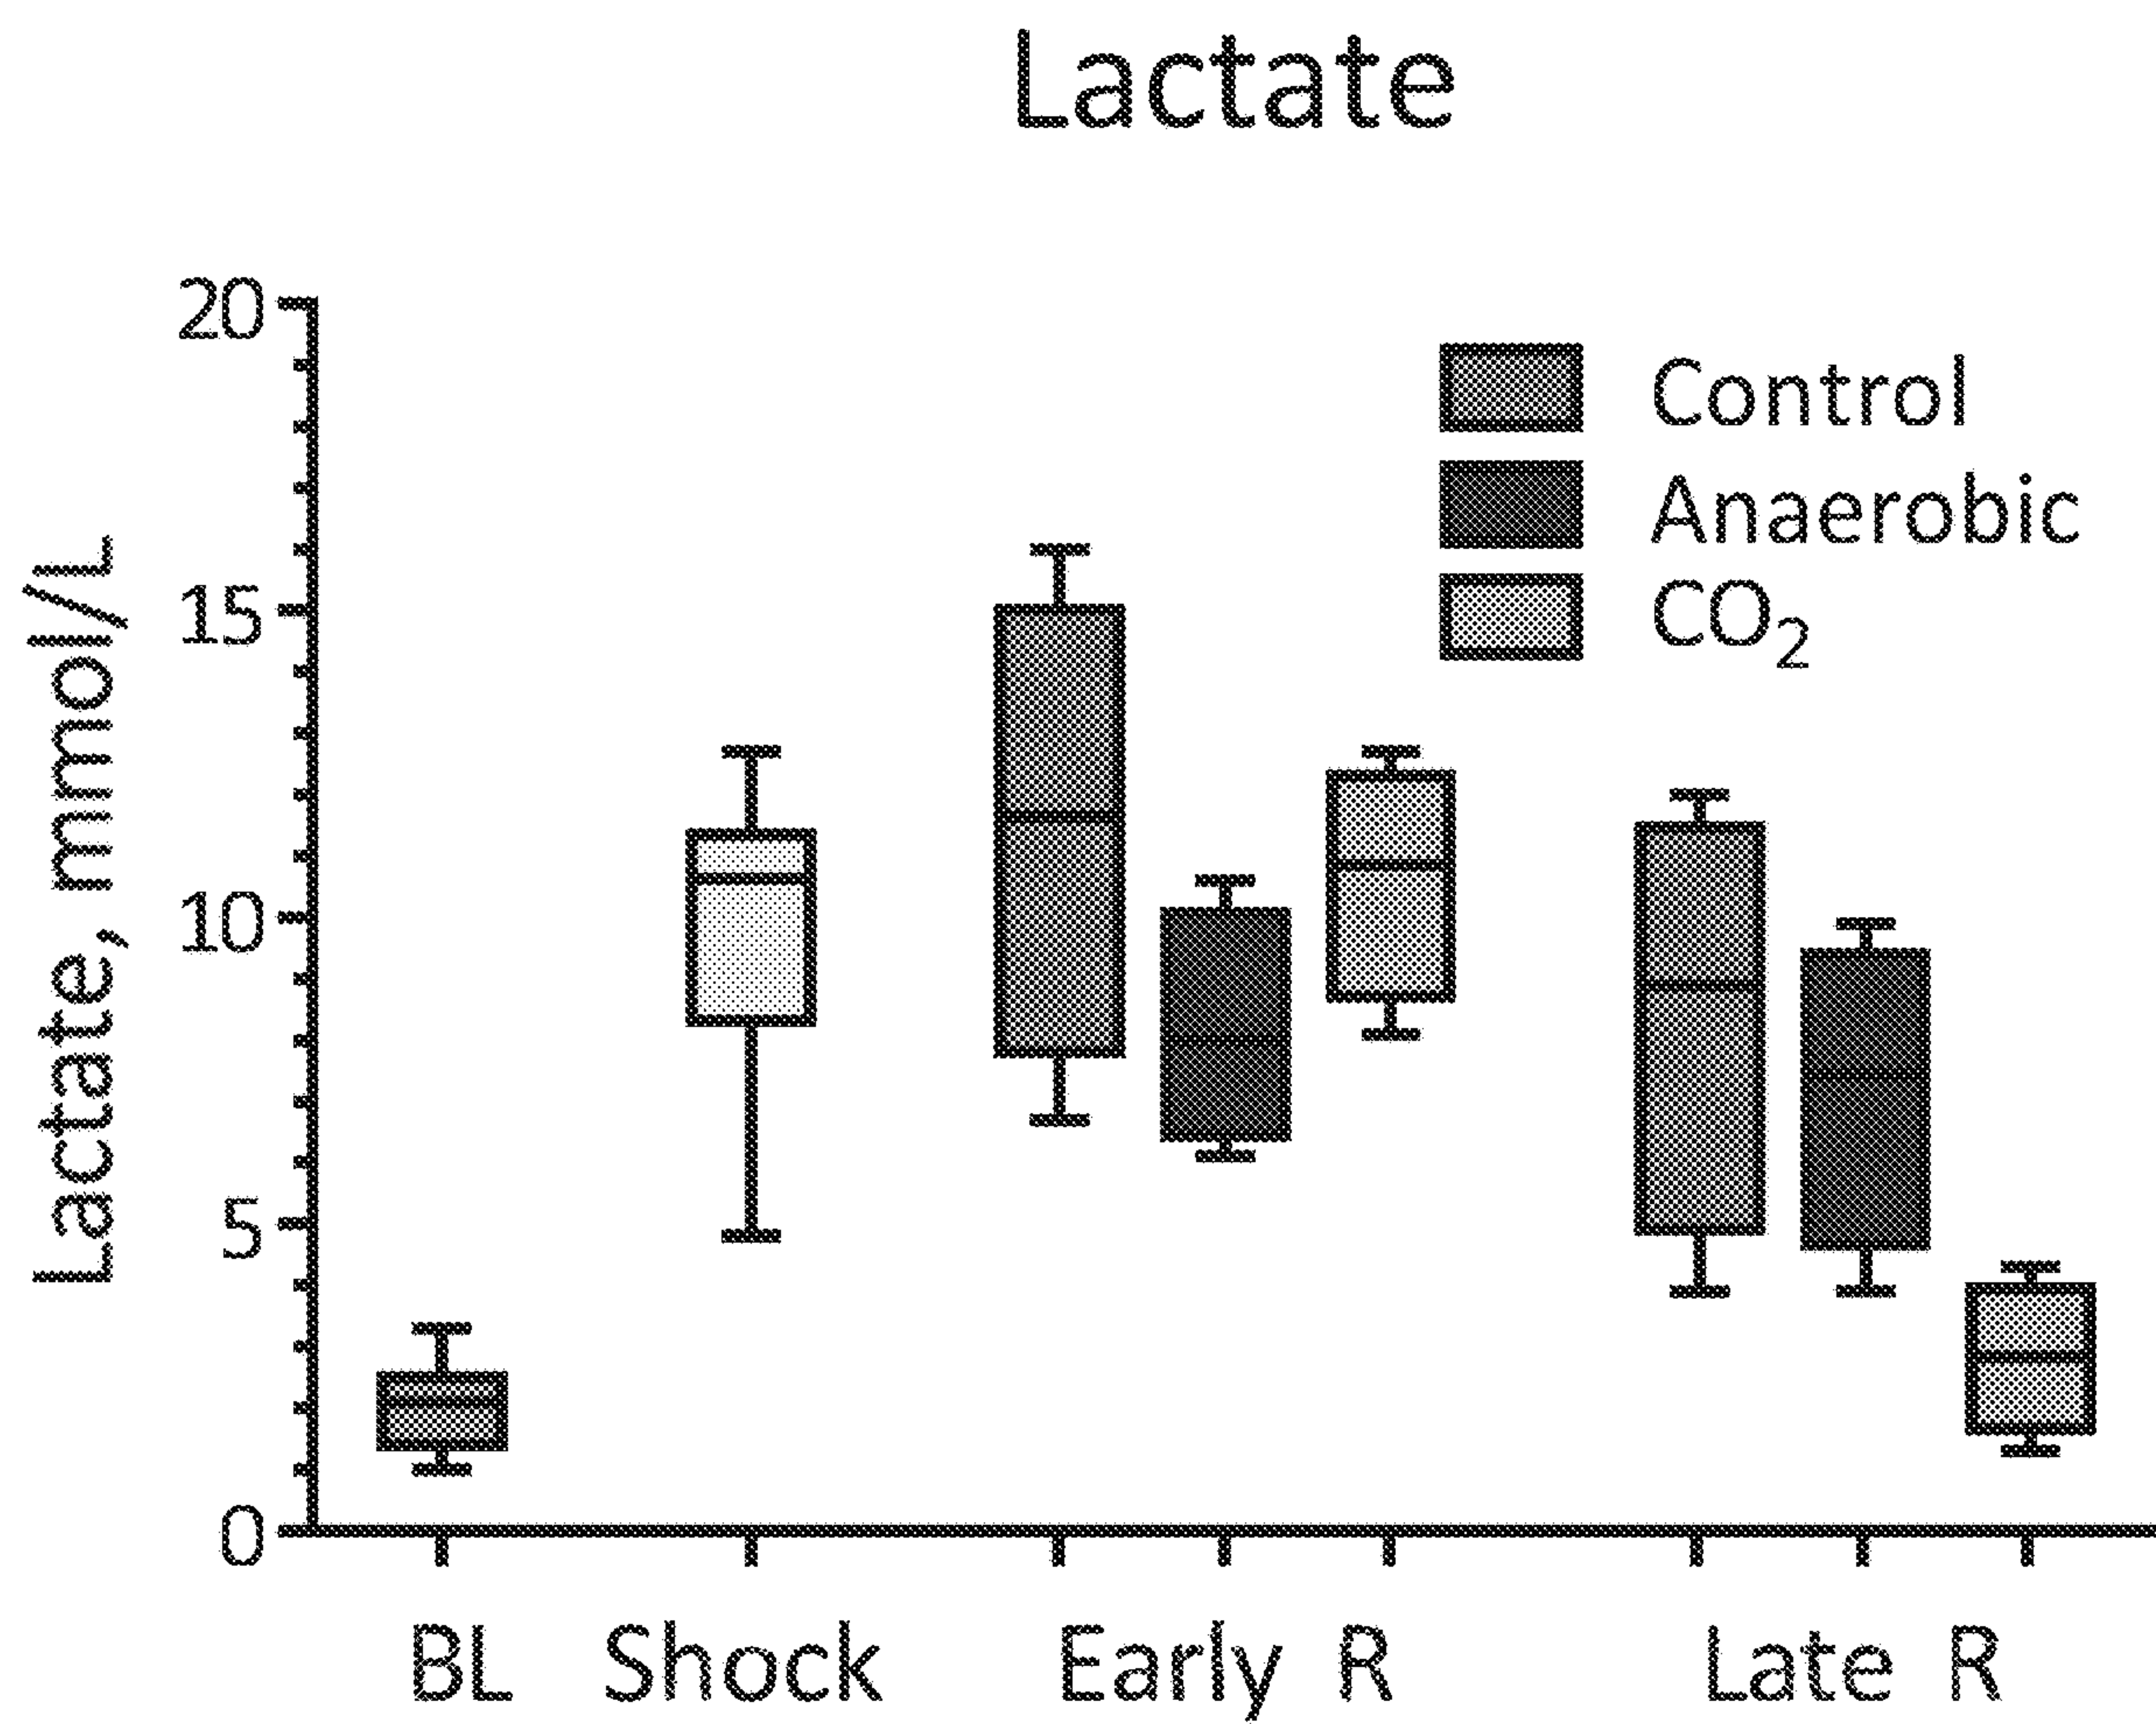 Lactate
Lactate, mmol/L
20
15
10
5
0
Control
Anaerobic
CO₂
BL Shock Early R Late R